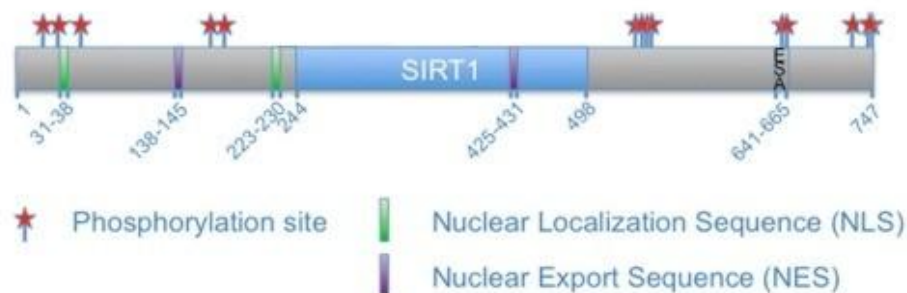 SIRT1
ESA
1
31-38
138-145
223-230
244
425-431
498
641-665
747
Phosphorylation site
Nuclear Localization Sequence (NLS)
Nuclear Export Sequence (NES)